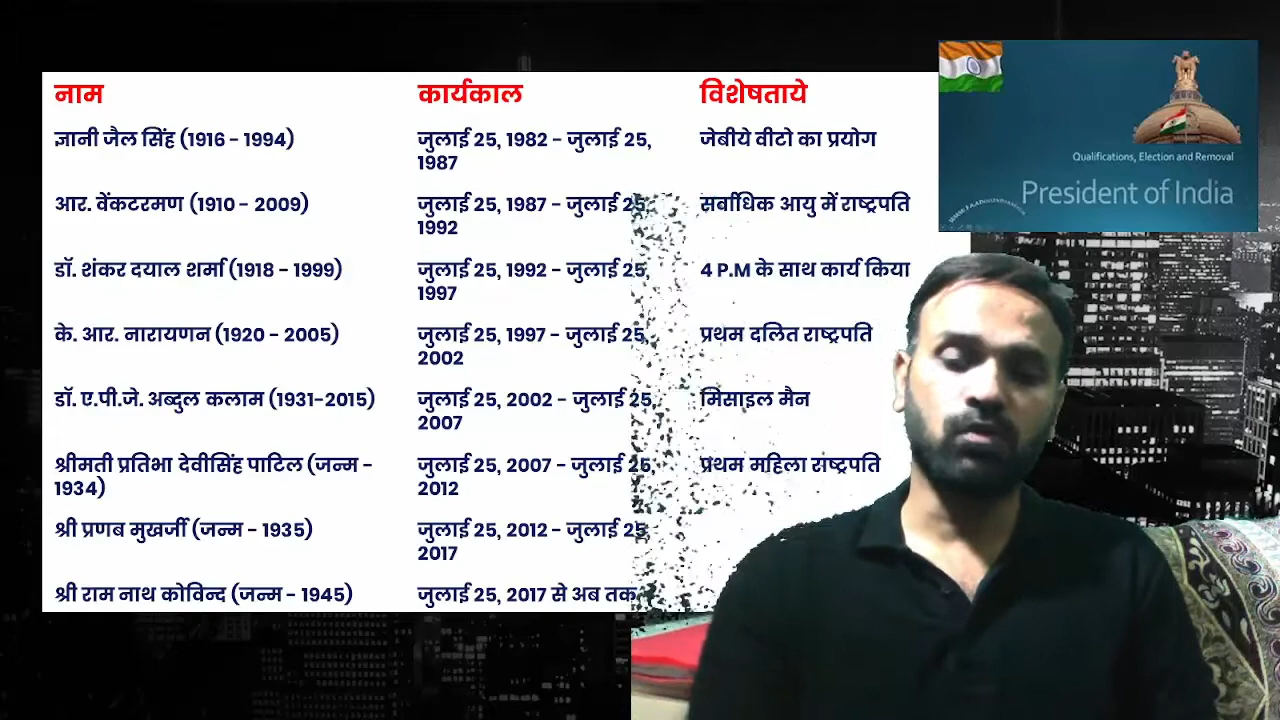 नाम कार्यकाल विशेषताये
ज्ञानी जैल सिंह (1916 - 1994) जुलाई 25, 1982 - जुलाई 25, जेबीये वीटो का प्रयोग
1987
आर. वेंकटरमण (1910 - 2009) जुलाई 25, 1987 - जुलाई 25, सर्वाधिक आयु में राष्ट्रपति
1992
डॉ. शंकर दयाल शर्मा (1918 - 1999) जुलाई 25, 1992 - जुलाई 25, 4 P.M के साथ कार्य किया
1997
के. आर. नारायणन (1920 - 2005) जुलाई 25, 1997 - जुलाई 25, प्रथम दलित राष्ट्रपति
2002
डॉ. ए.पी.जे. अब्दुल कलाम (1931-2015) जुलाई 25, 2002 - जुलाई 25, मिसाइल मैन
2007
श्रीमती प्रतिभा देवीसिंह पाटिल (जन्म - जुलाई 25, 2007 - जुलाई 25, प्रथम महिला राष्ट्रपति
1934) 2012
श्री प्रणब मुखर्जी (जन्म - 1935) जुलाई 25, 2012 - जुलाई 25,
2017
श्री राम नाथ कोविन्द (जन्म - 1945) जुलाई 25, 2017 से अब तक
Qualifications, Election and Removal
President of India